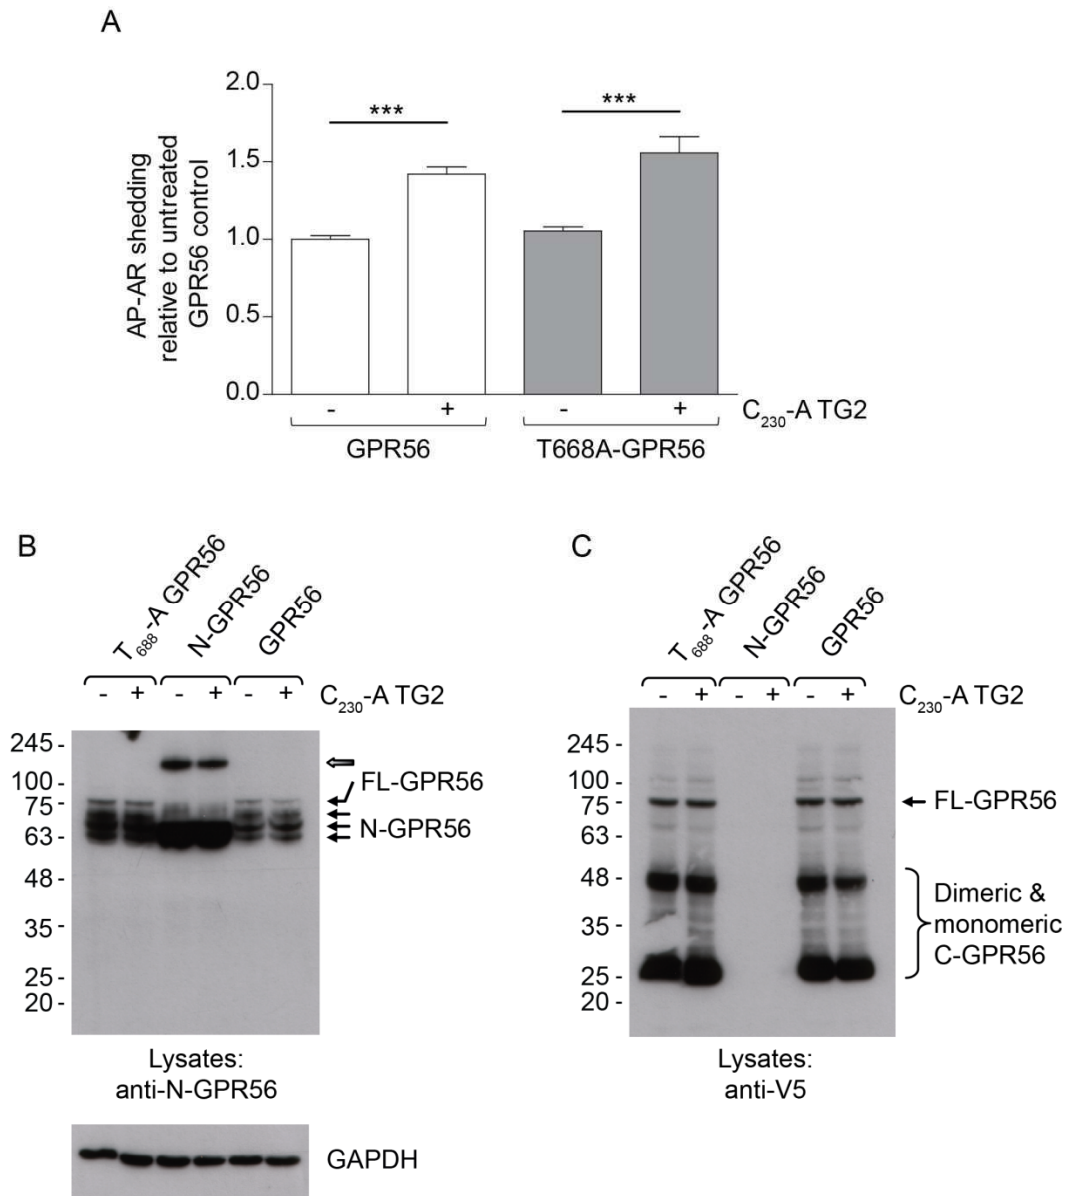 A
AP-AR shedding
relative to untreated
GPR56 control
2.0
1.5
1.0
0.5
0.0
***
***
- + - + C₂₃₀-A TG2
GPR56 T668A-GPR56
B
T₆₈₈-A GPR56
N-GPR56
GPR56
- + - + - + C₂₃₀-A TG2
245 -
100 -
75 -
63 -
48 -
35 -
25 -
20 -
FL-GPR56
N-GPR56
Lysates:
anti-N-GPR56
GAPDH
C
T₆₈₈-A GPR56
N-GPR56
GPR56
- + - + - + C₂₃₀-A TG2
245 -
100 -
75 -
63 -
48 -
35 -
25 -
20 -
FL-GPR56
Dimeric &
monomeric
C-GPR56
Lysates:
anti-V5